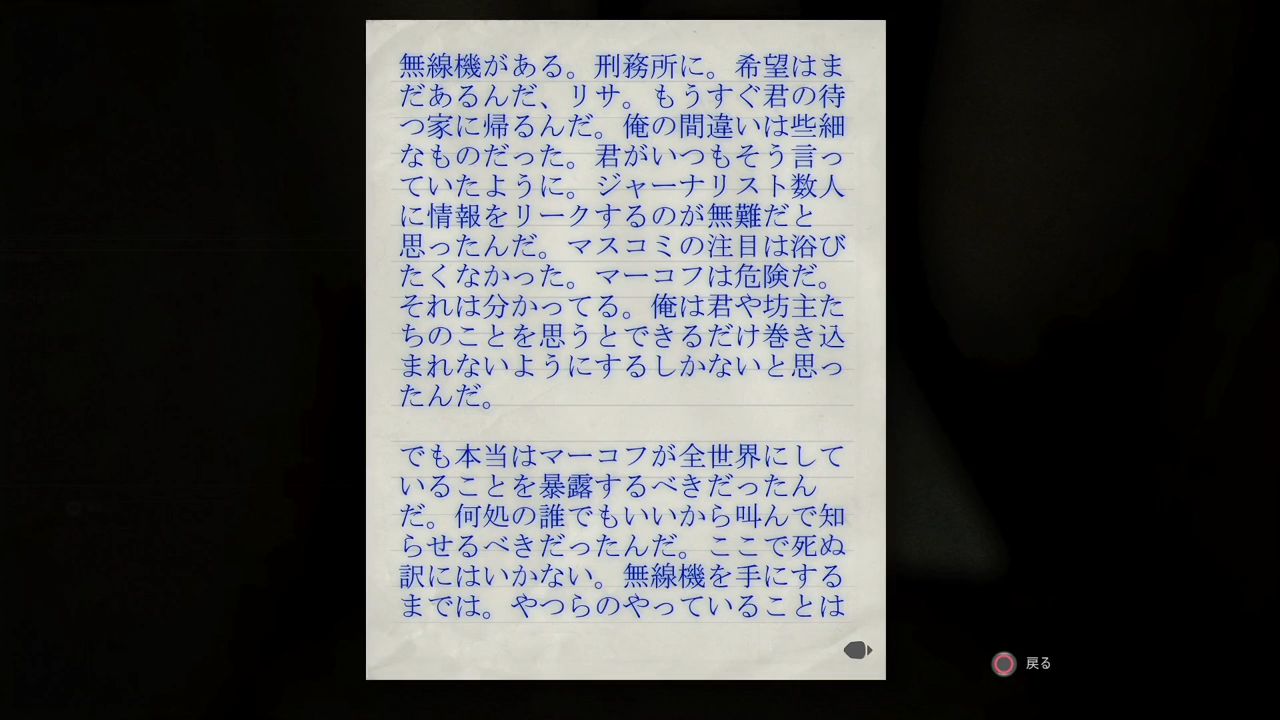 無線機がある。刑務所に。希望はま
だあるんだ、リサ。もうすぐ君の待
つ家に帰るんだ。俺の間違いは些細
なものだった。君がいつもそう言っ
ていたように。ジャーナリスト数人
に情報をリークするのが無難だと
思ったんだ。マスコミの注目は浴び
たくなかった。マーコフは危険だ。
それは分かってる。俺は君や坊主た
ちのことを思うとできるだけ巻き込
まれないようにするしかないと思っ
たんだ。
でも本当はマーコフが全世界にして
いることを暴露するべきだったん
だ。何処の誰でもいいから叫んで知
らせるべきだったんだ。ここで死ぬ
訳にはいかない。無線機を手にする
までは。やつらのやっていることは
戻る